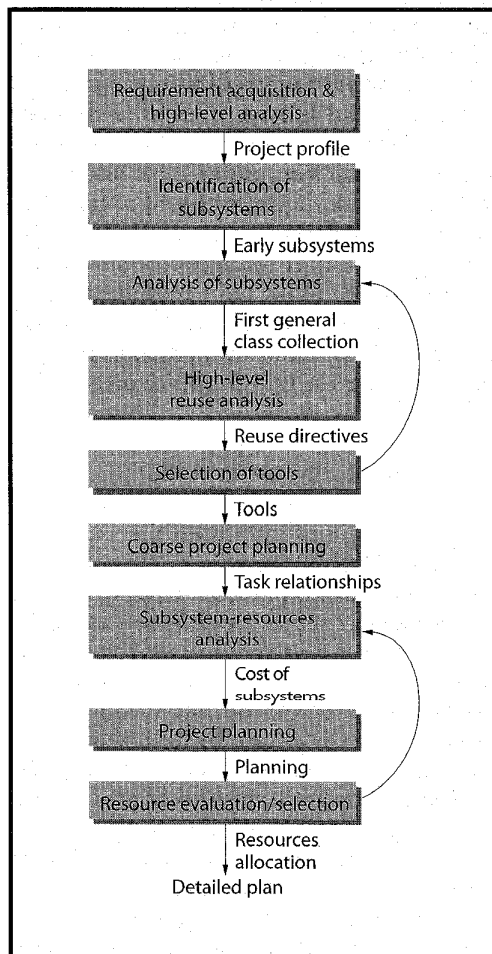 Requirement acquisition &
high-level analysis
Project profile
Identification of
subsystems
Early subsystems
Analysis of subsystems
First general
class collection
High-level
reuse analysis
Reuse directives
Selection of tools
Tools
Coarse project planning
Task relationships
Subsystem-resources
analysis
Cost of
subsystems
Project planning
Planning
Resource evaluation/selection
Resources
allocation
Detailed plan